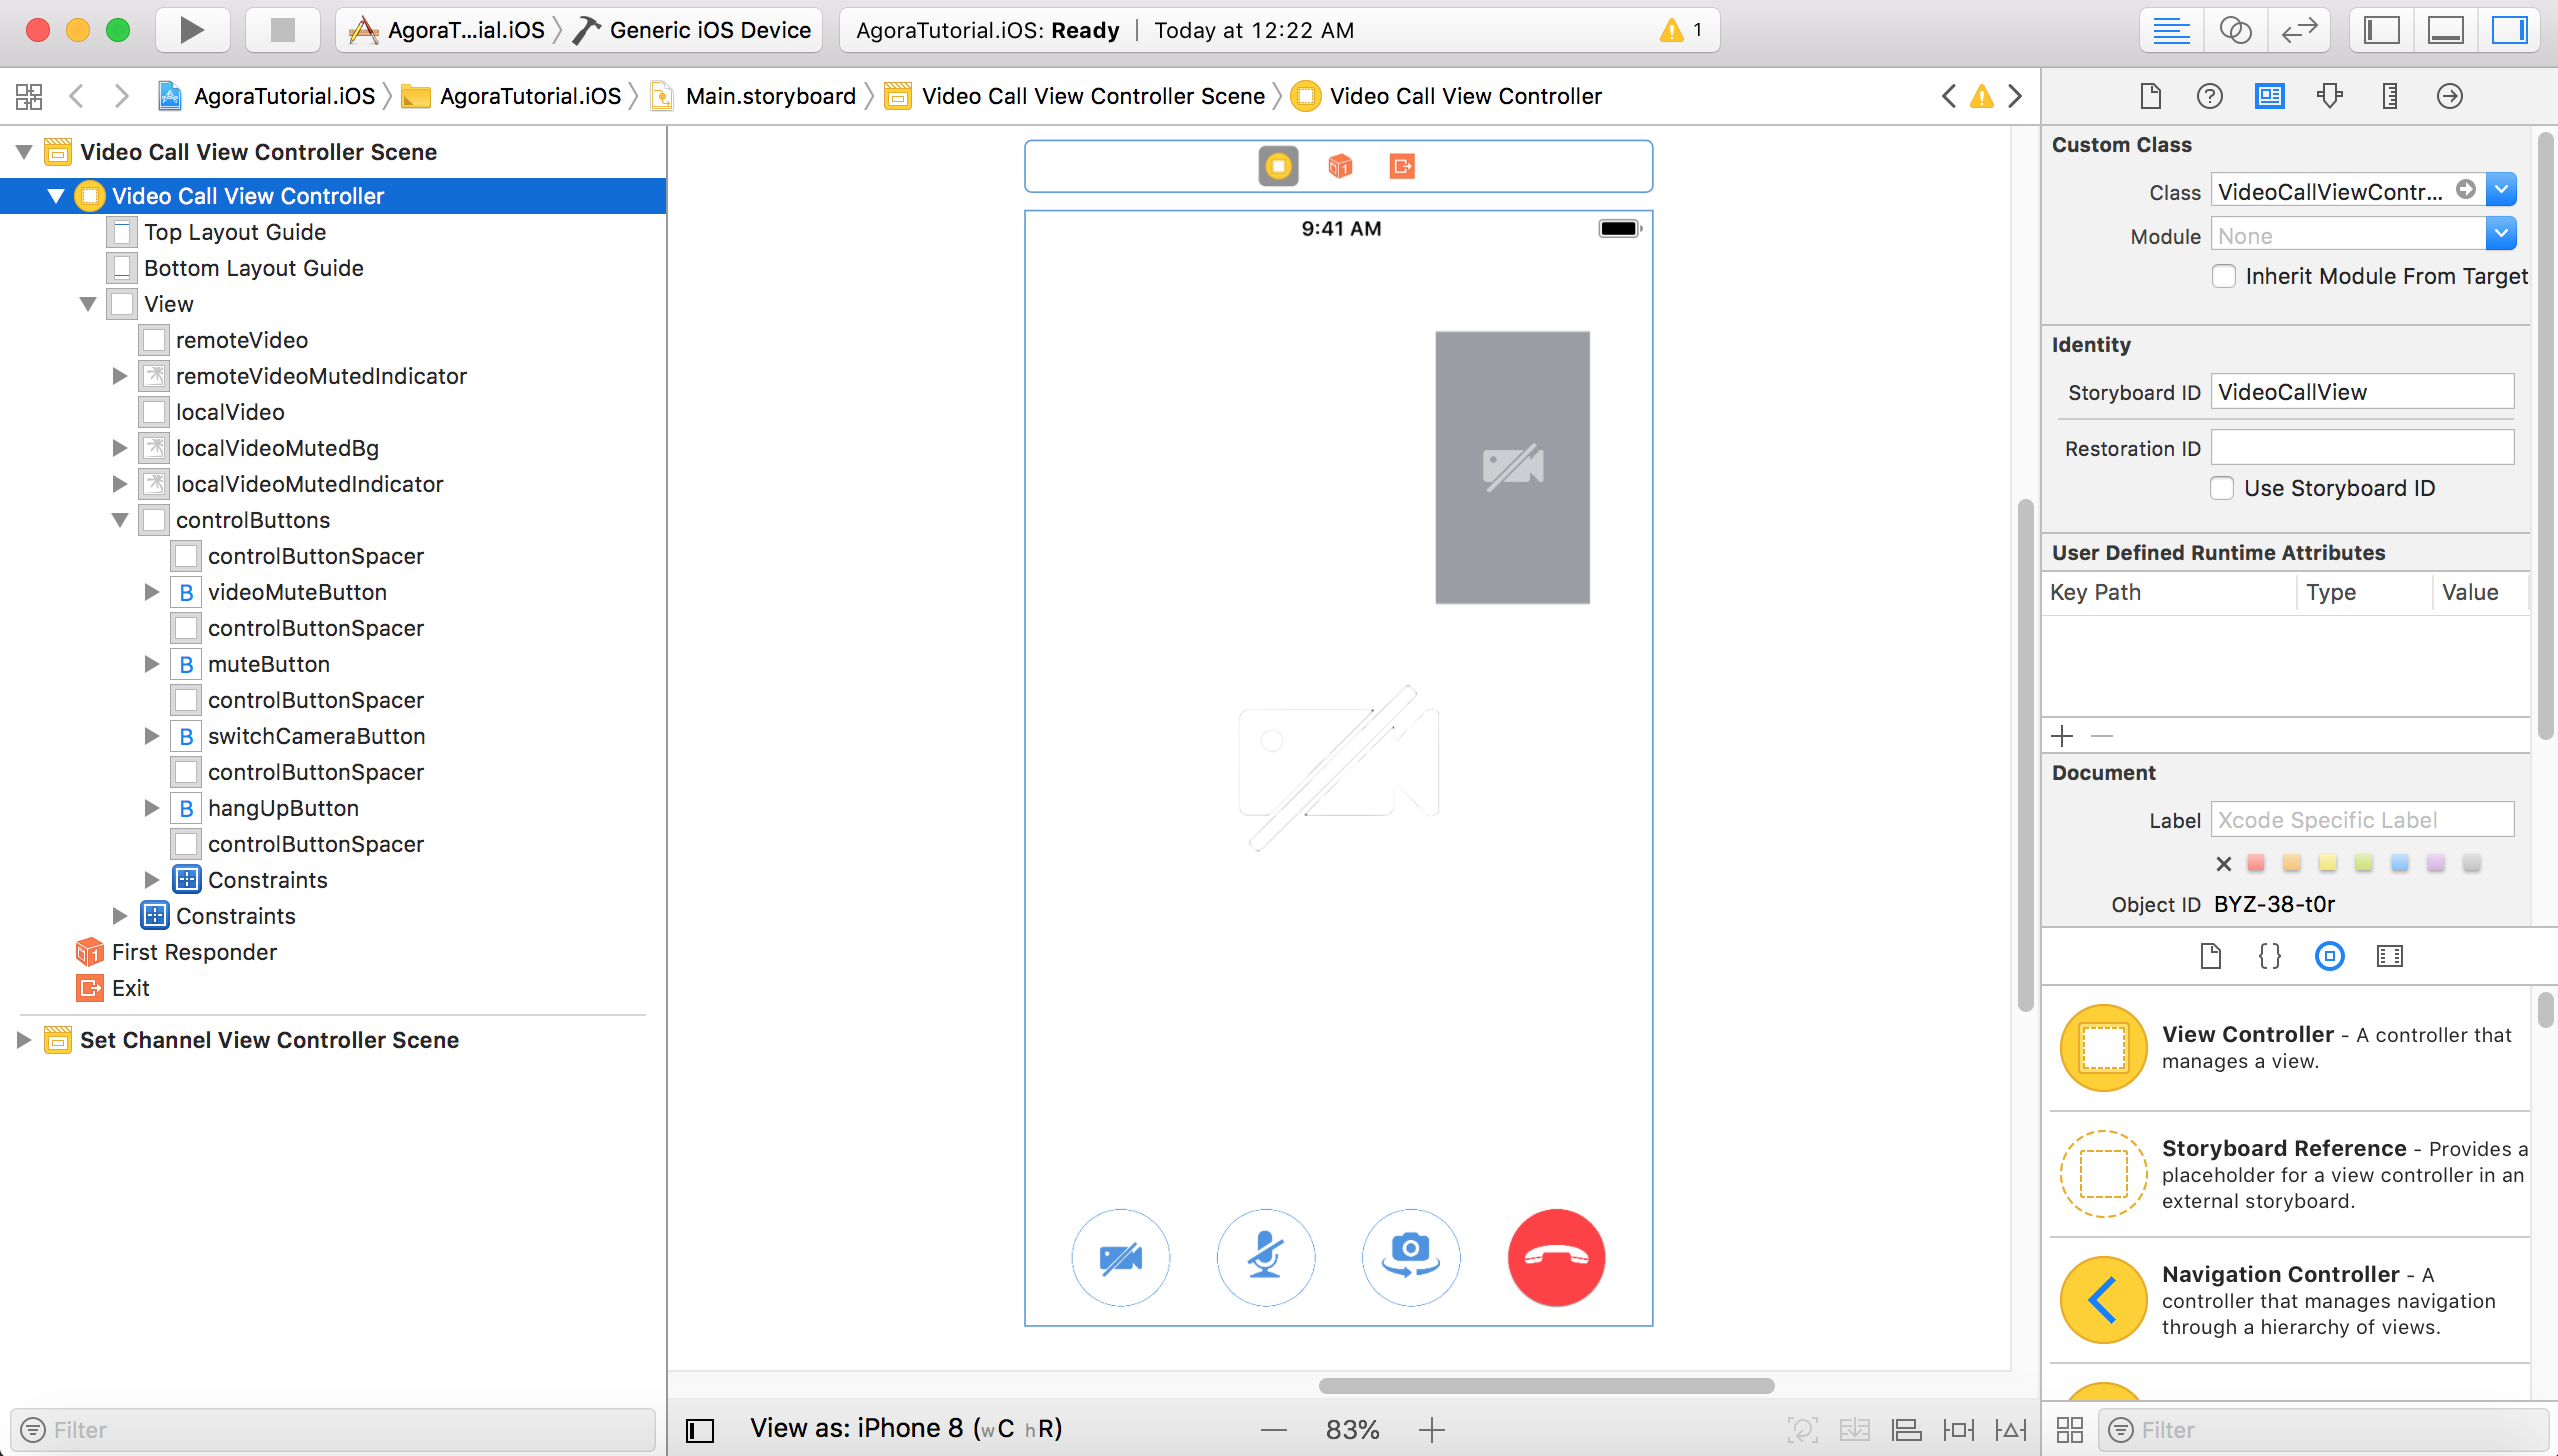 AgoraT...ial.iOS
Generic iOS Device
AgoraTutorial.iOS: Ready | Today at 12:22 AM
1
AgoraTutorial.iOS
AgoraTutorial.iOS
Main.storyboard
Video Call View Controller Scene
Video Call View Controller
Video Call View Controller Scene
Video Call View Controller
Top Layout Guide
Bottom Layout Guide
View
remoteVideo
remoteVideoMutedIndicator
localVideo
localVideoMutedBg
localVideoMutedIndicator
controlButtons
controlButtonSpacer
B videoMuteButton
controlButtonSpacer
B muteButton
controlButtonSpacer
B switchCameraButton
controlButtonSpacer
B hangUpButton
controlButtonSpacer
Constraints
Constraints
First Responder
Exit
Set Channel View Controller Scene
Filter
9:41 AM
View as: iPhone 8 (wC hR)
83%
Custom Class
Class VideoCallViewContr...
Module None
Inherit Module From Target
Identity
Storyboard ID VideoCallView
Restoration ID
Use Storyboard ID
User Defined Runtime Attributes
Key Path Type Value
Document
Label Xcode Specific Label
Object ID BYZ-38-t0r
View Controller - A controller that
manages a view.
Storyboard Reference - Provides a
placeholder for a view controller in an
external storyboard.
Navigation Controller - A
controller that manages navigation
through a hierarchy of views.
Filter